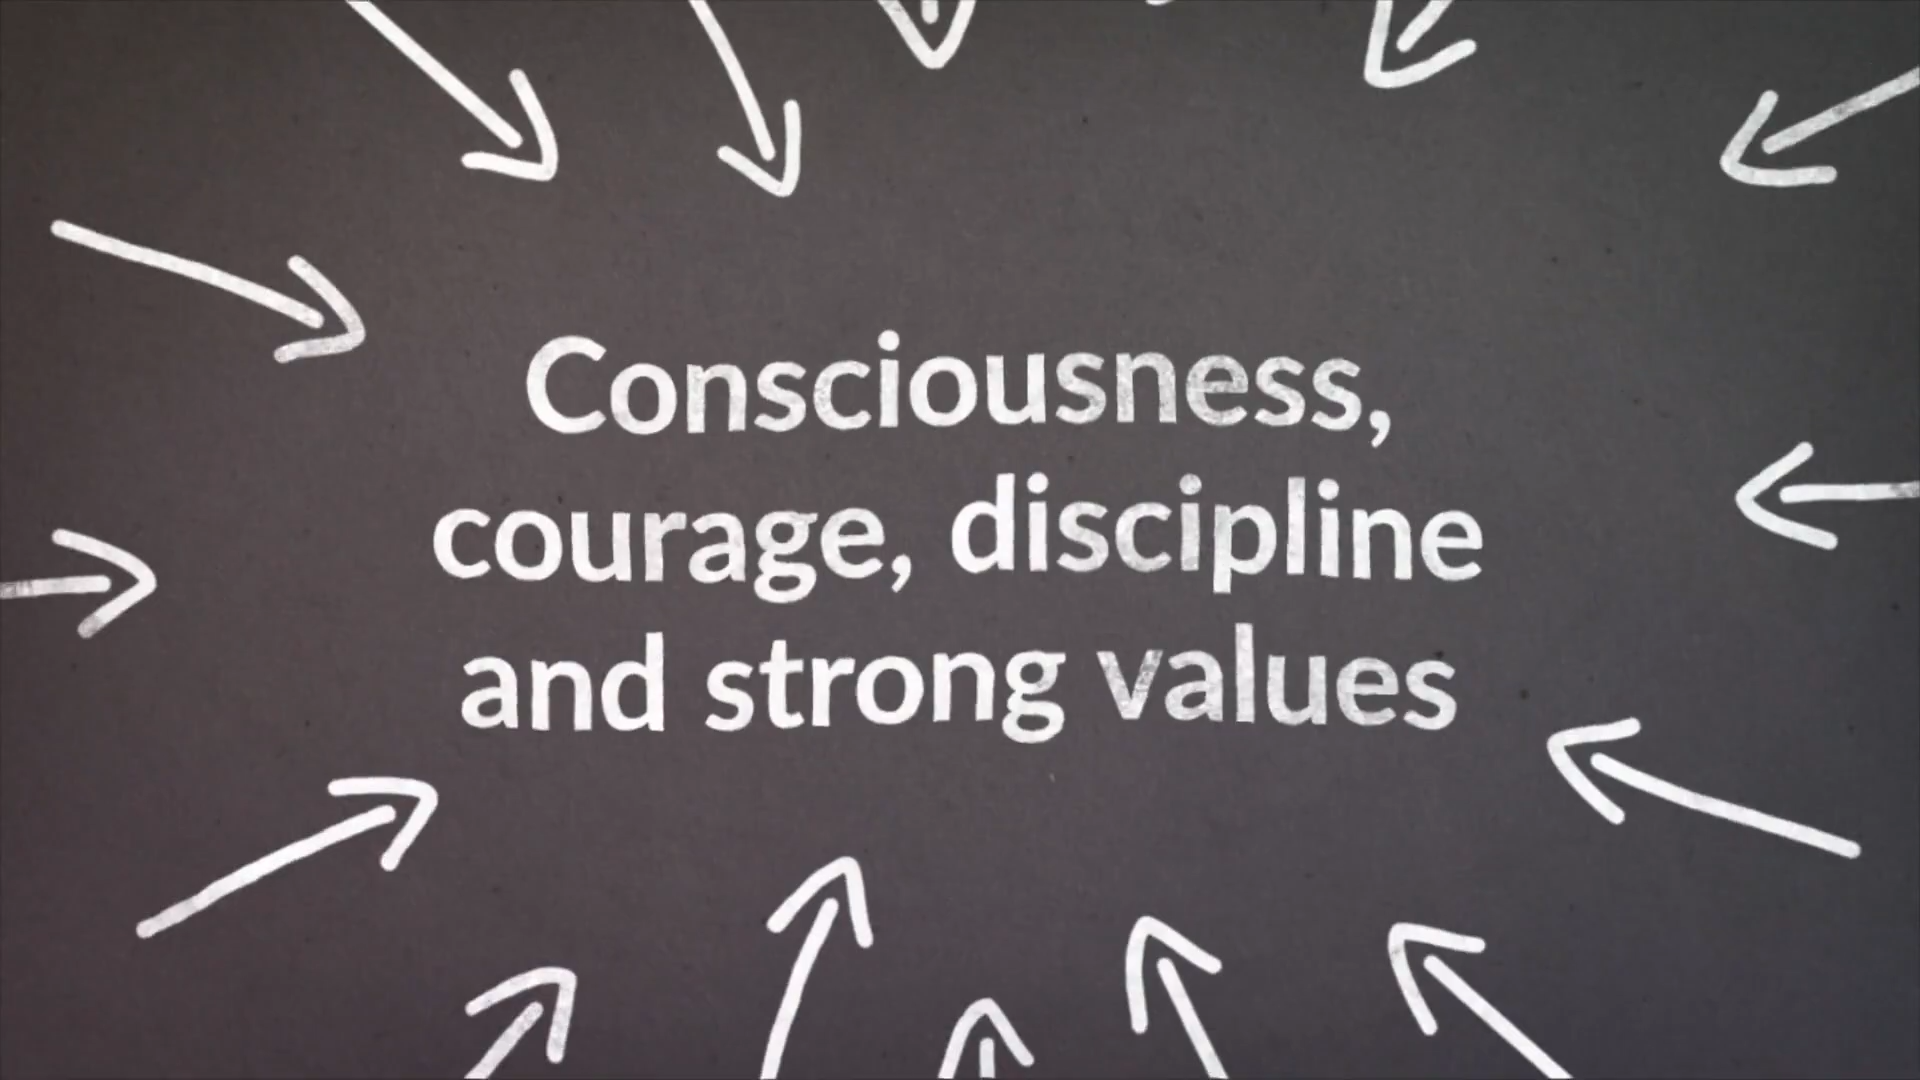 Consciousness,
courage, discipline
and strong values